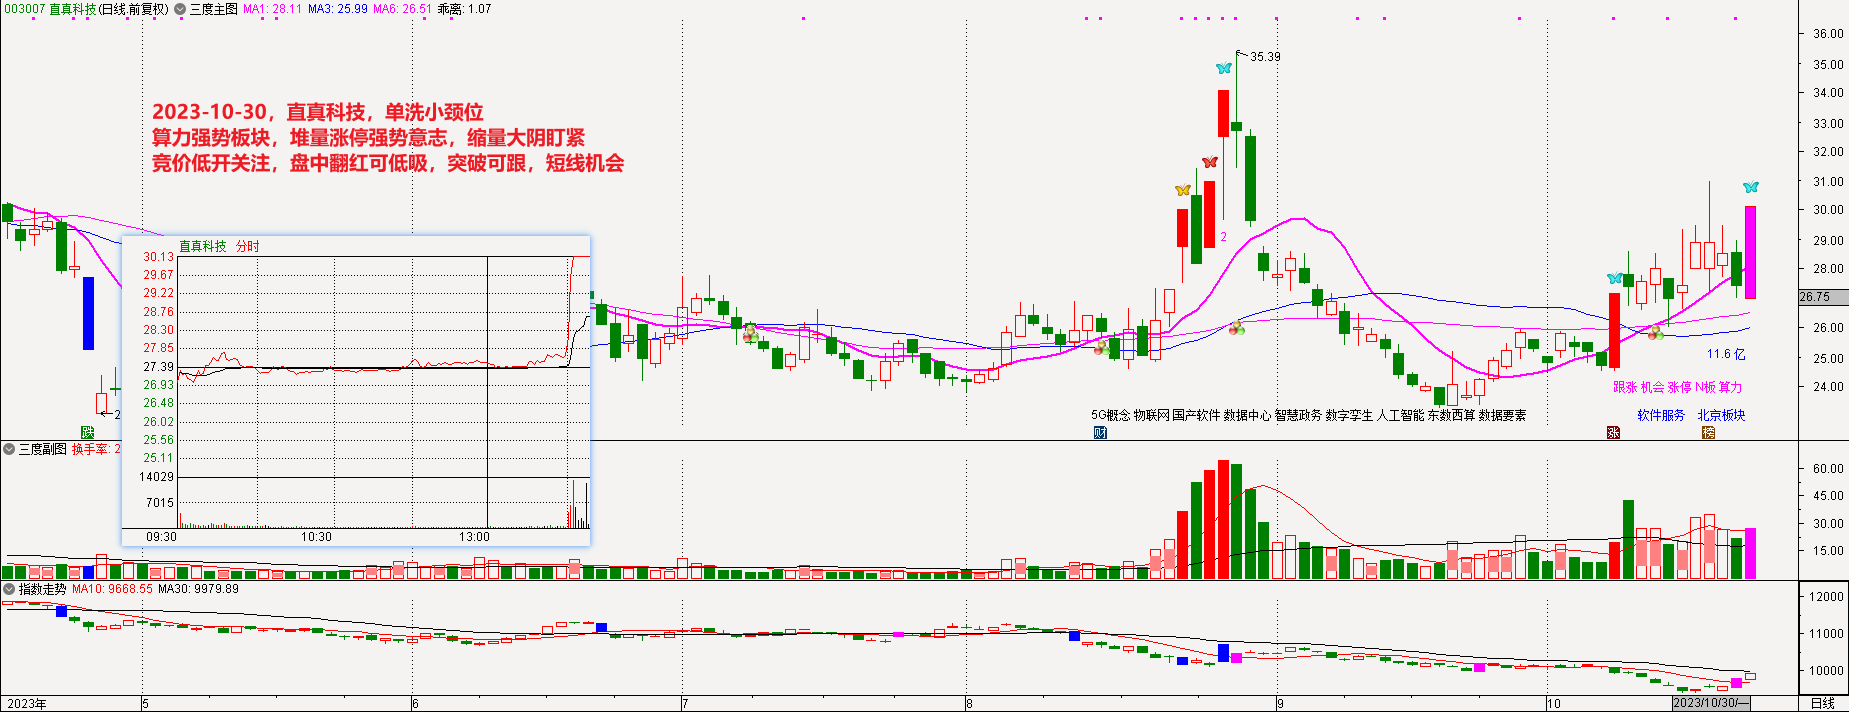 003007 直真科技(日线.前复权) 三度主图 MA1: 28.11 MA3: 25.99 MA6: 26.51 乖离: 1.07
2023-10-30，直真科技，单洗小颈位
算力强势板块，堆量涨停强势意志，缩量大阴盯紧
竞价低开关注，盘中翻红可低吸，突破可跟，短线机会
35.39
2
36.00
35.00
34.00
33.00
32.00
31.00
30.00
29.00
28.00
26.75
26.00
25.00
24.00
直真科技 分时
30.13
29.67
29.22
28.76
28.30
27.85
27.39
26.93
26.48
26.02
25.56
25.11
14029
7015
09:30
10:30
13:00
2
11.6 亿
跟涨 机会 涨停 N板 算力
5G概念 物联网 国产软件 数据中心 智慧政务 数字孪生 人工智能 东数西算 数据要素
软件服务 北京板块
跌
财
涨
榜
三度副图 换手率: 2
60.00
45.00
30.00
15.00
指数走势 MA10: 9668.55 MA30: 9979.89
12000
11000
10000
2023年
5
6
7
8
9
10
2023/10/30/一
日线